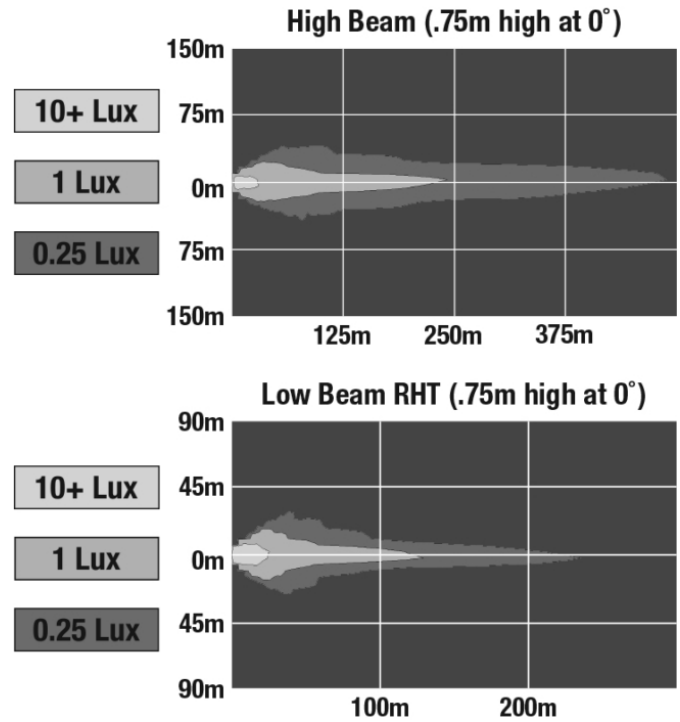 High Beam (.75m high at 0˚)
150m
10+ Lux
75m
1 Lux
0m
0.25 Lux
75m
150m
125m 250m 375m
Low Beam RHT (.75m high at 0˚)
90m
10+ Lux
45m
1 Lux
0m
0.25 Lux
45m
90m
100m 200m